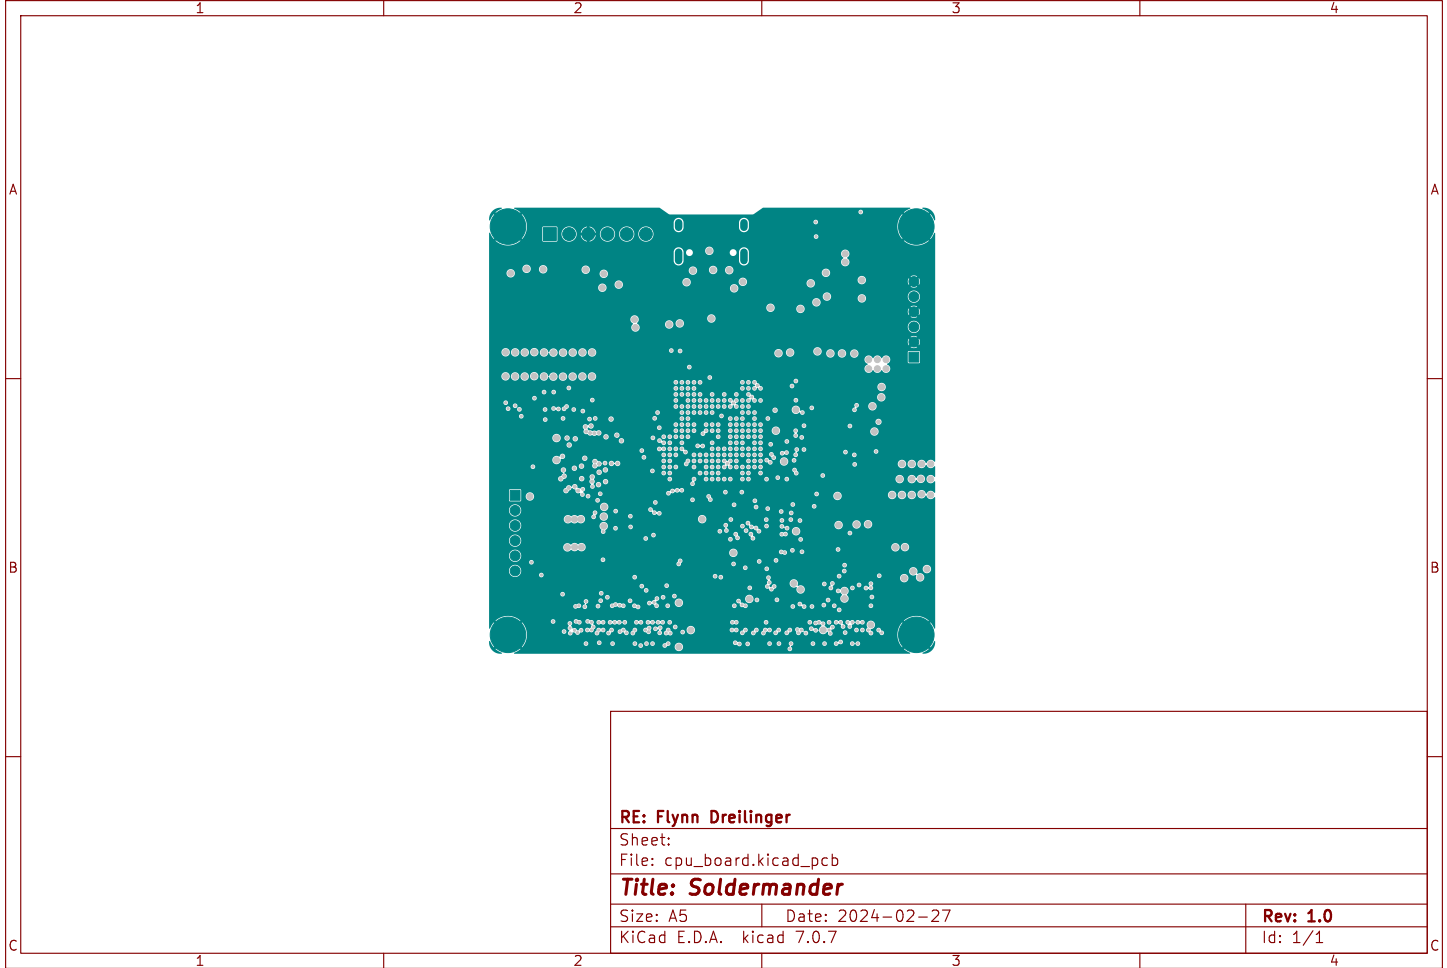 1 2 3 4
A A
B B
C C
RE: Flynn Dreilinger
Sheet:
File: cpu_board.kicad_pcb
Title: Soldermander
Size: A5 Date: 2024-02-27 Rev: 1.0
KiCad E.D.A. kicad 7.0.7 Id: 1/1
1 2 3 4